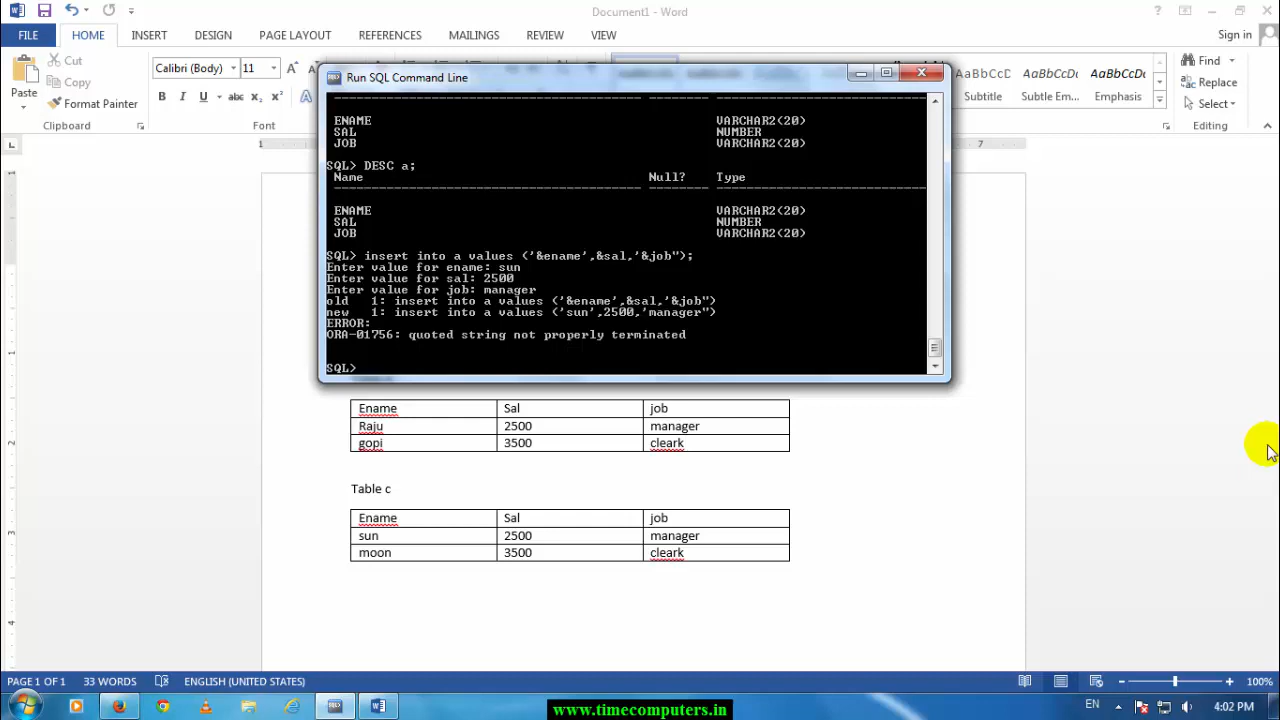 Document1 - Word
FILE HOME INSERT DESIGN PAGE LAYOUT REFERENCES MAILINGS REVIEW VIEW Sign in
Paste Cut Copy Format Painter
Calibri (Body) 11
AaBbCcD AaBbCcDc AaBbCcDc
Subtitle Subtle Em... Emphasis
Find Replace Select
Clipboard Font Editing
Run SQL Command Line
ENAME VARCHAR2(20)
SAL NUMBER
JOB VARCHAR2(20)
SQL> DESC a;
Name Null? Type
ENAME VARCHAR2(20)
SAL NUMBER
JOB VARCHAR2(20)
SQL> insert into a values ('&ename',&sal,'&job");
Enter value for ename: sun
Enter value for sal: 2500
Enter value for job: manager
old 1: insert into a values ('&ename',&sal,'&job")
new 1: insert into a values ('sun',2500,'manager")
ERROR:
ORA-01756: quoted string not properly terminated
SQL>
Ename Sal job
Raju 2500 manager
gopi 3500 cleark
Table c
Ename Sal job
sun 2500 manager
moon 3500 cleark
PAGE 1 OF 1 33 WORDS ENGLISH (UNITED STATES) 100%
www.timecomputers.in
4:02 PM